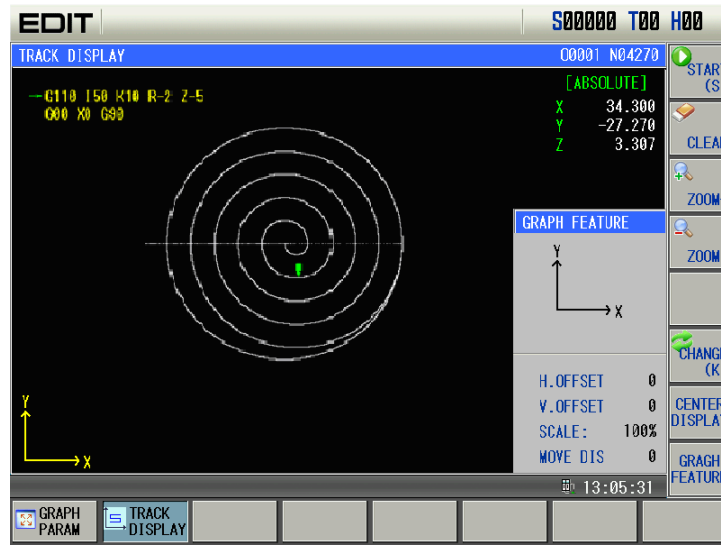 EDIT
S00000 T00 H00
TRACK DISPLAY
O0001 N04270
G110 I50 K10 R-2 Z-5
G00 X0 G90
[ABSOLUTE]
X 34.300
Y -27.270
Z 3.307
START
(S
CLEA
ZOOM
ZOOM
CHANG
(K
CENTER
DISPLA
GRAGH
FEATUR
GRAPH FEATURE
Y
X
H.OFFSET 0
V.OFFSET 0
SCALE: 100%
MOVE DIS 0
Y
X
13:05:31
GRAPH
PARAM
TRACK
DISPLAY